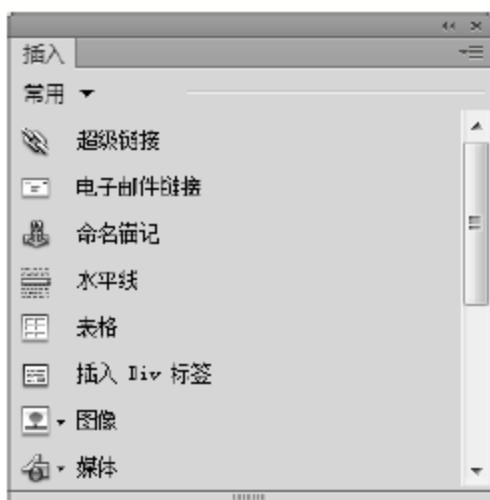 插入
常用
超级链接
电子邮件链接
命名锚记
水平线
表格
插入 Div 标签
图像
媒体